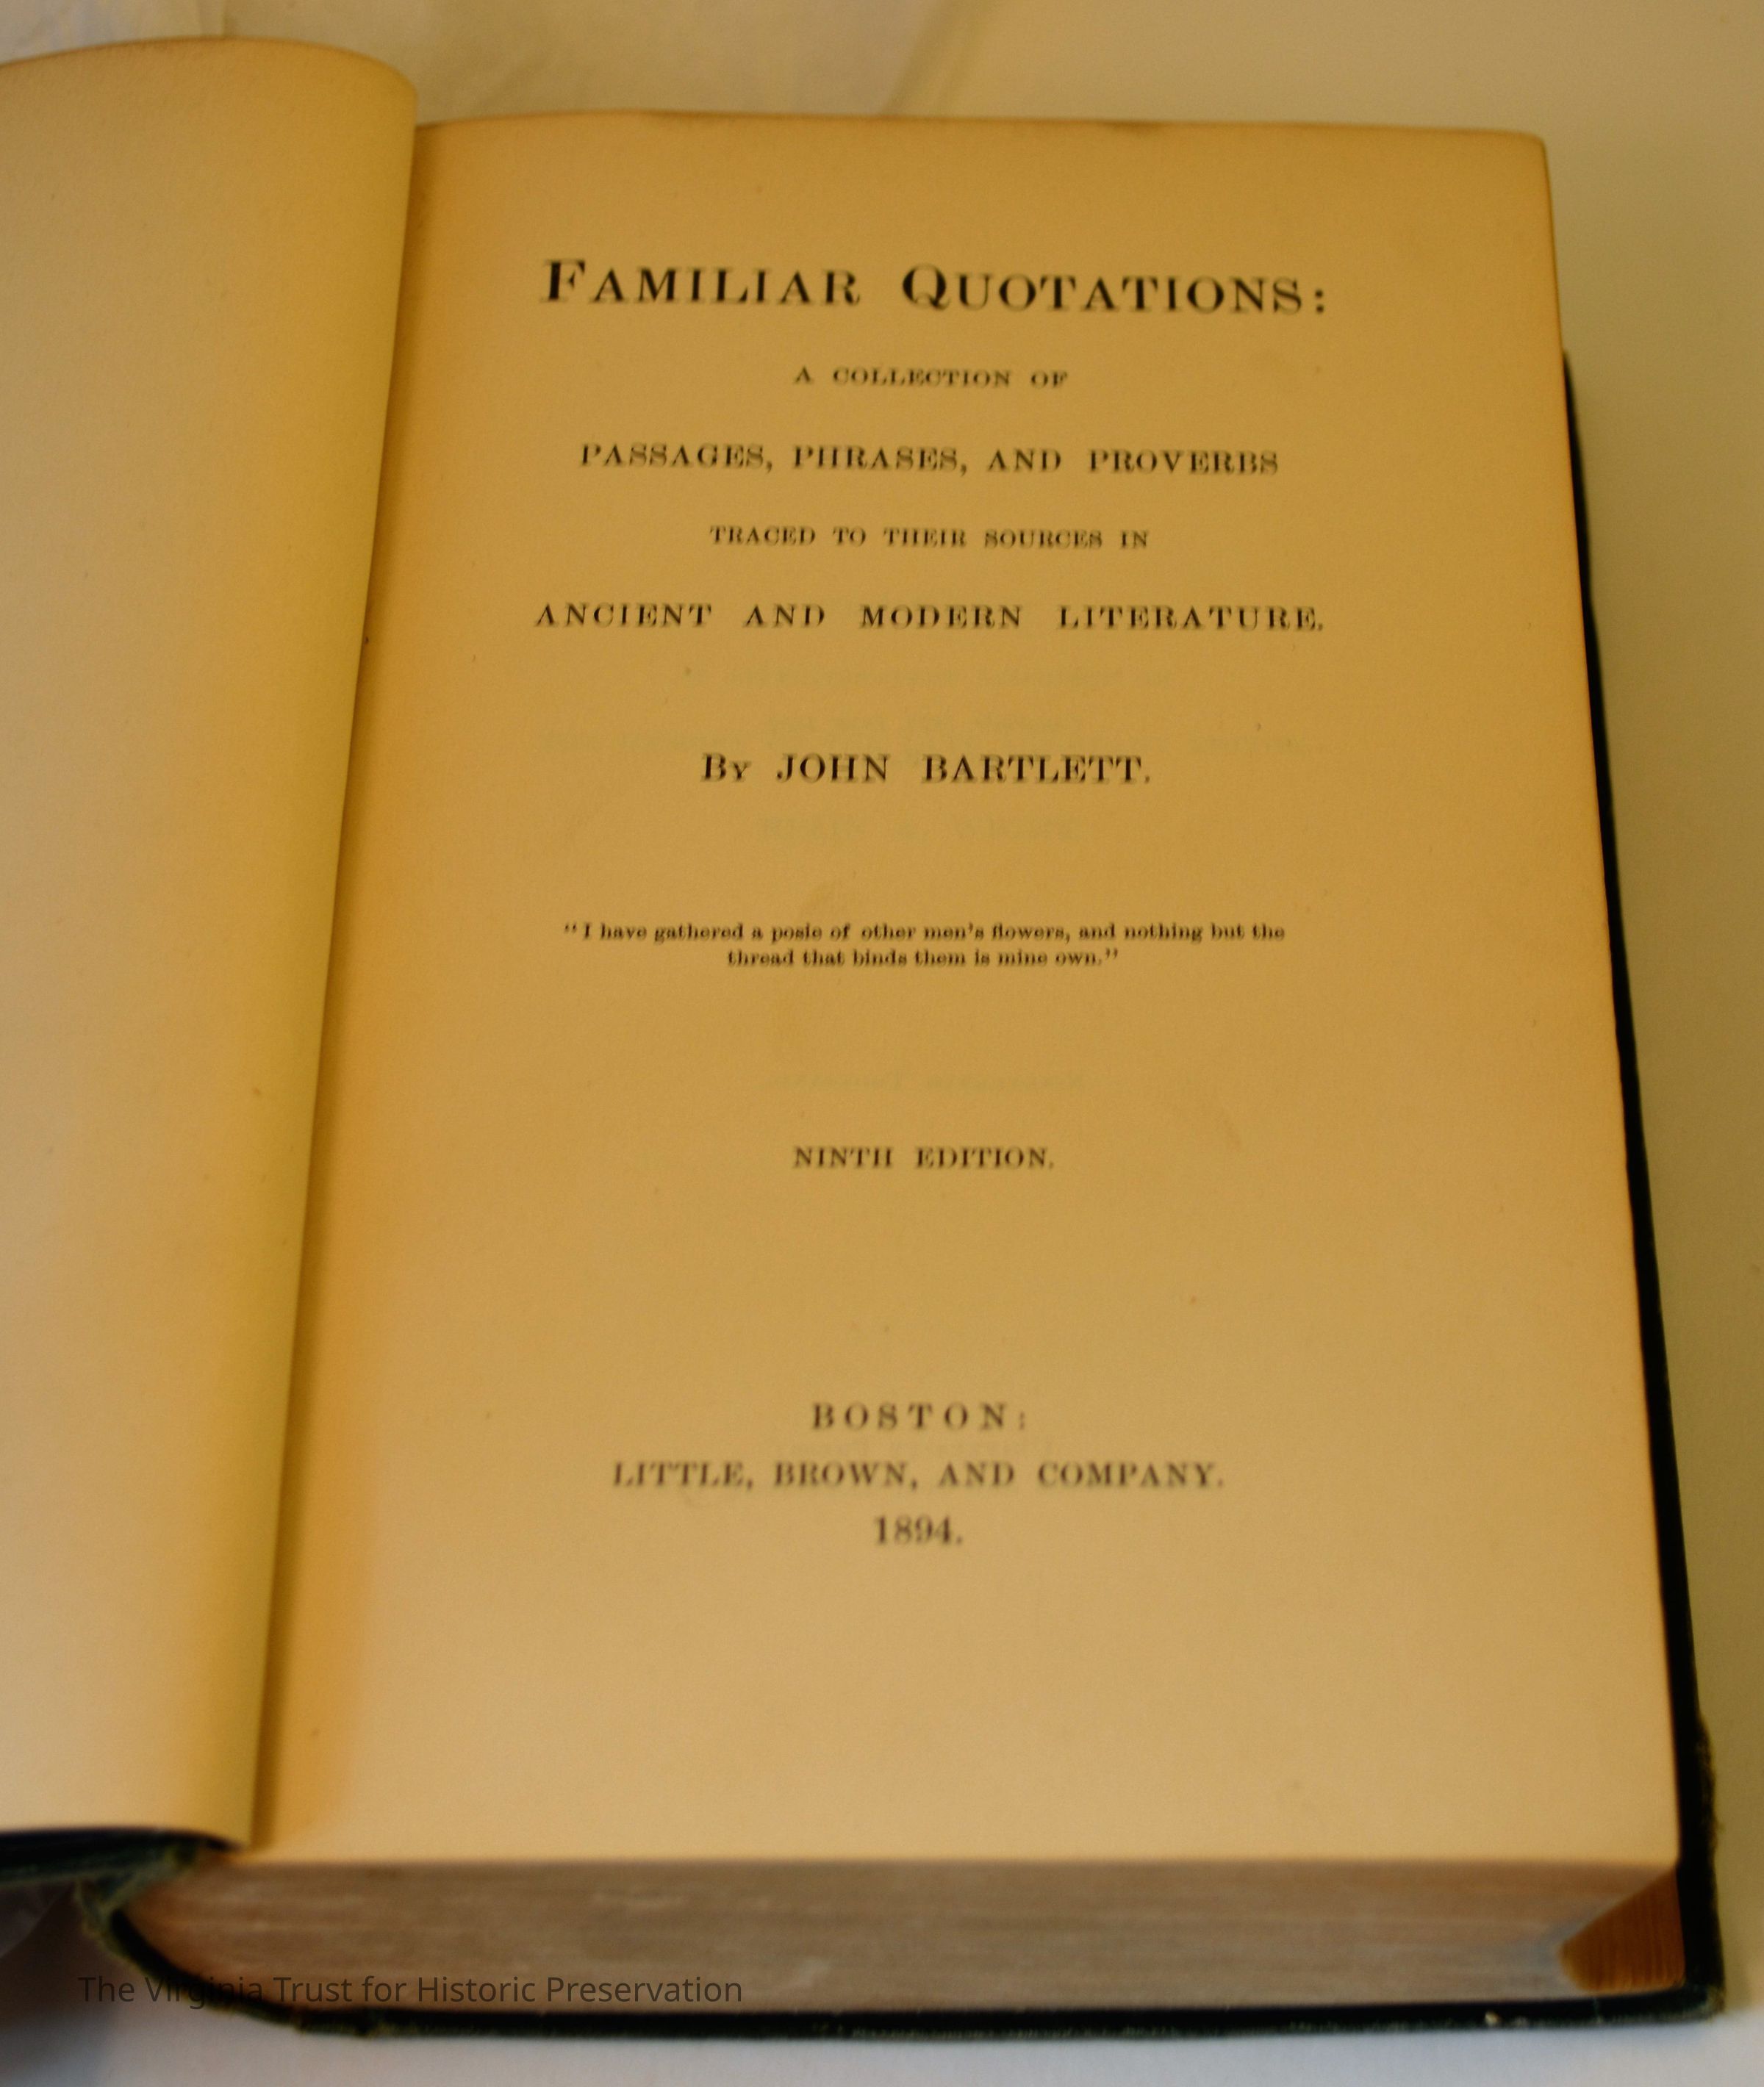 FAMILIAR QUOTATIONS:
A COLLECTION OF
PASSAGES, PHRASES, AND PROVERBS
TRACED TO THEIR SOURCES IN
ANCIENT AND MODERN LITERATURE.
BY JOHN BARTLETT.
“I have gathered a posie of other men’s flowers, and nothing but the
thread that binds them is mine own.”
NINTH EDITION.
BOSTON:
LITTLE, BROWN, AND COMPANY.
1894.
The Virginia Trust for Historic Preservation